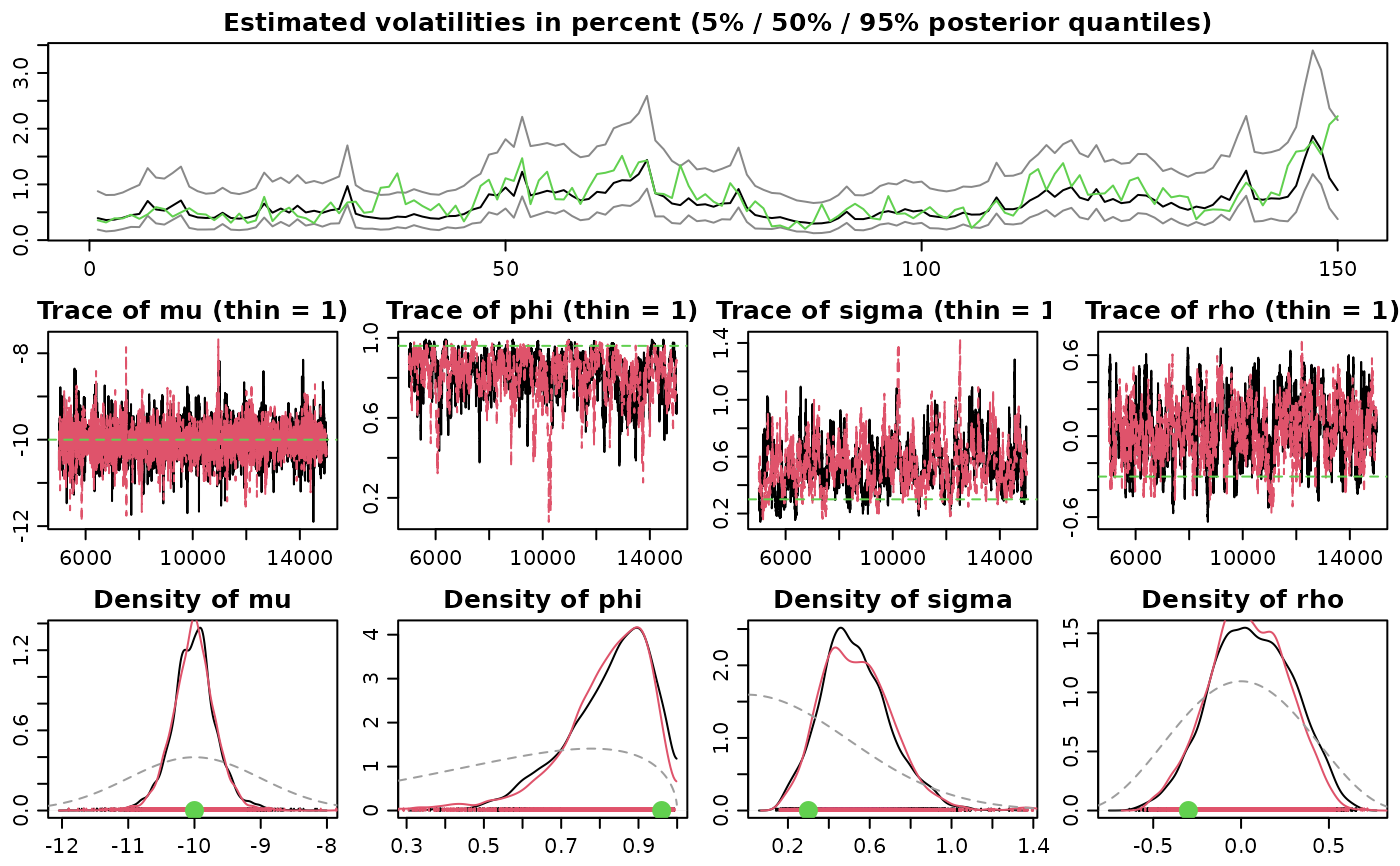 Estimated volatilities in percent (5% / 50% / 95% posterior quantiles)
0.0 1.0 2.0 3.0
0 50 100 150
Trace of mu (thin = 1) Trace of phi (thin = 1) Trace of sigma (thin = 1 Trace of rho (thin = 1)
-12 -10 -8
6000 10000 14000
0.2 0.6 1.0
6000 10000 14000
0.2 0.6 1.0 1.4
6000 10000 14000
-0.6 0.0 0.6
6000 10000 14000
Density of mu Density of phi Density of sigma Density of rho
0.0 0.6 1.2
-12 -11 -10 -9 -8
0 1 2 3 4
0.3 0.5 0.7 0.9
0.0 1.0 2.0
0.2 0.6 1.0 1.4
0.0 0.5 1.0 1.5
-0.5 0.0 0.5